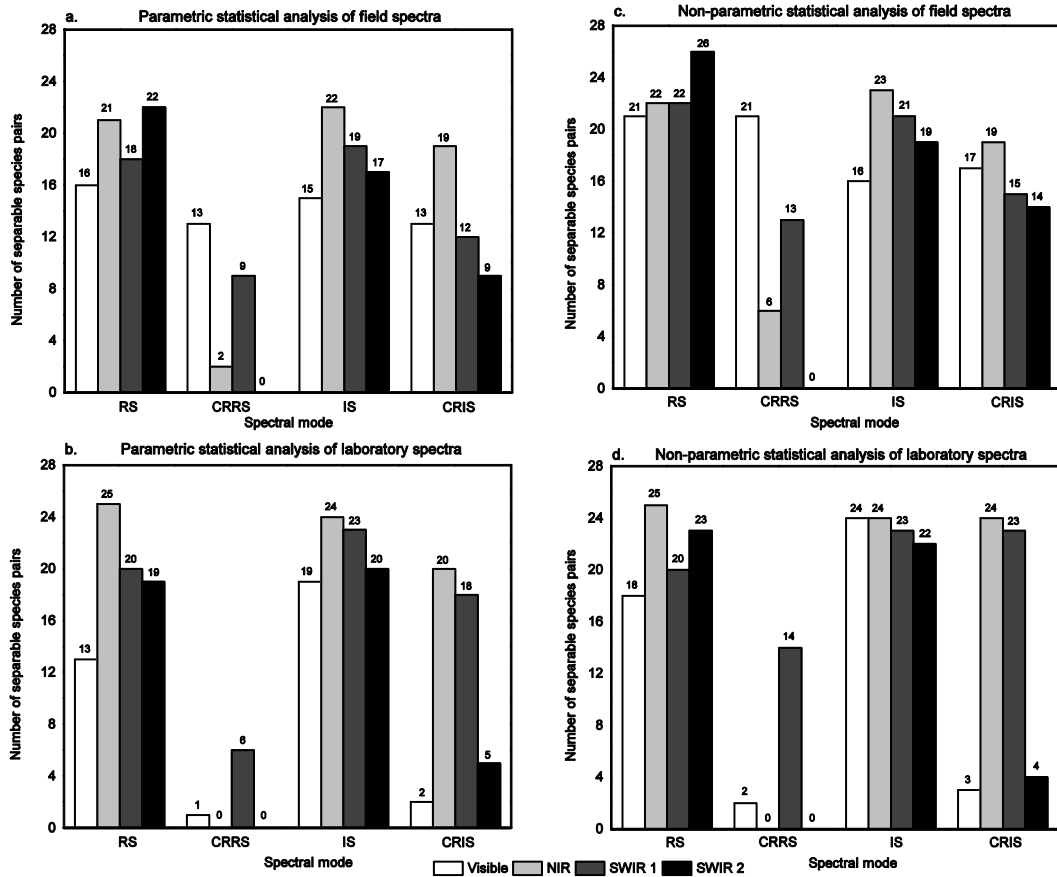 a. Parametric statistical analysis of field spectra
Number of separable species pairs
28
24
20
16
12
8
4
0
16 21 18 22
13 2 9 0
15 22 19 17
13 19 12 9
RS CRRS IS CRIS
Spectral mode
c. Non-parametric statistical analysis of field spectra
Number of separable species pairs
28
24
20
16
12
8
4
0
21 22 22 26
21 6 13 0
16 23 21 19
17 19 15 14
RS CRRS IS CRIS
Spectral mode
b. Parametric statistical analysis of laboratory spectra
Number of separable species pairs
28
24
20
16
12
8
4
0
13 25 20 19
1 0 6 0
19 24 23 20
2 20 18 5
RS CRRS IS CRIS
Spectral mode
d. Non-parametric statistical analysis of laboratory spectra
Number of separable species pairs
28
24
20
16
12
8
4
0
18 25 20 23
2 0 14 0
24 24 23 22
3 24 23 4
RS CRRS IS CRIS
Spectral mode
Visible NIR SWIR 1 SWIR 2